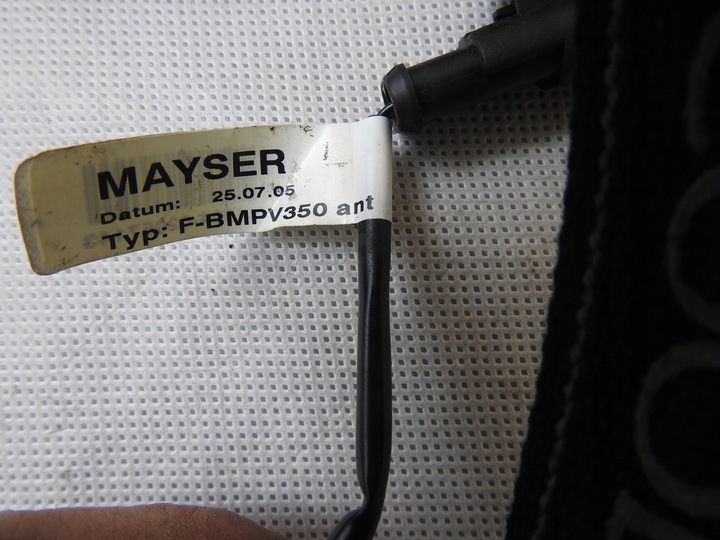 MAYSER
Datum: 25.07.05
Typ: F-BMPV350 ant